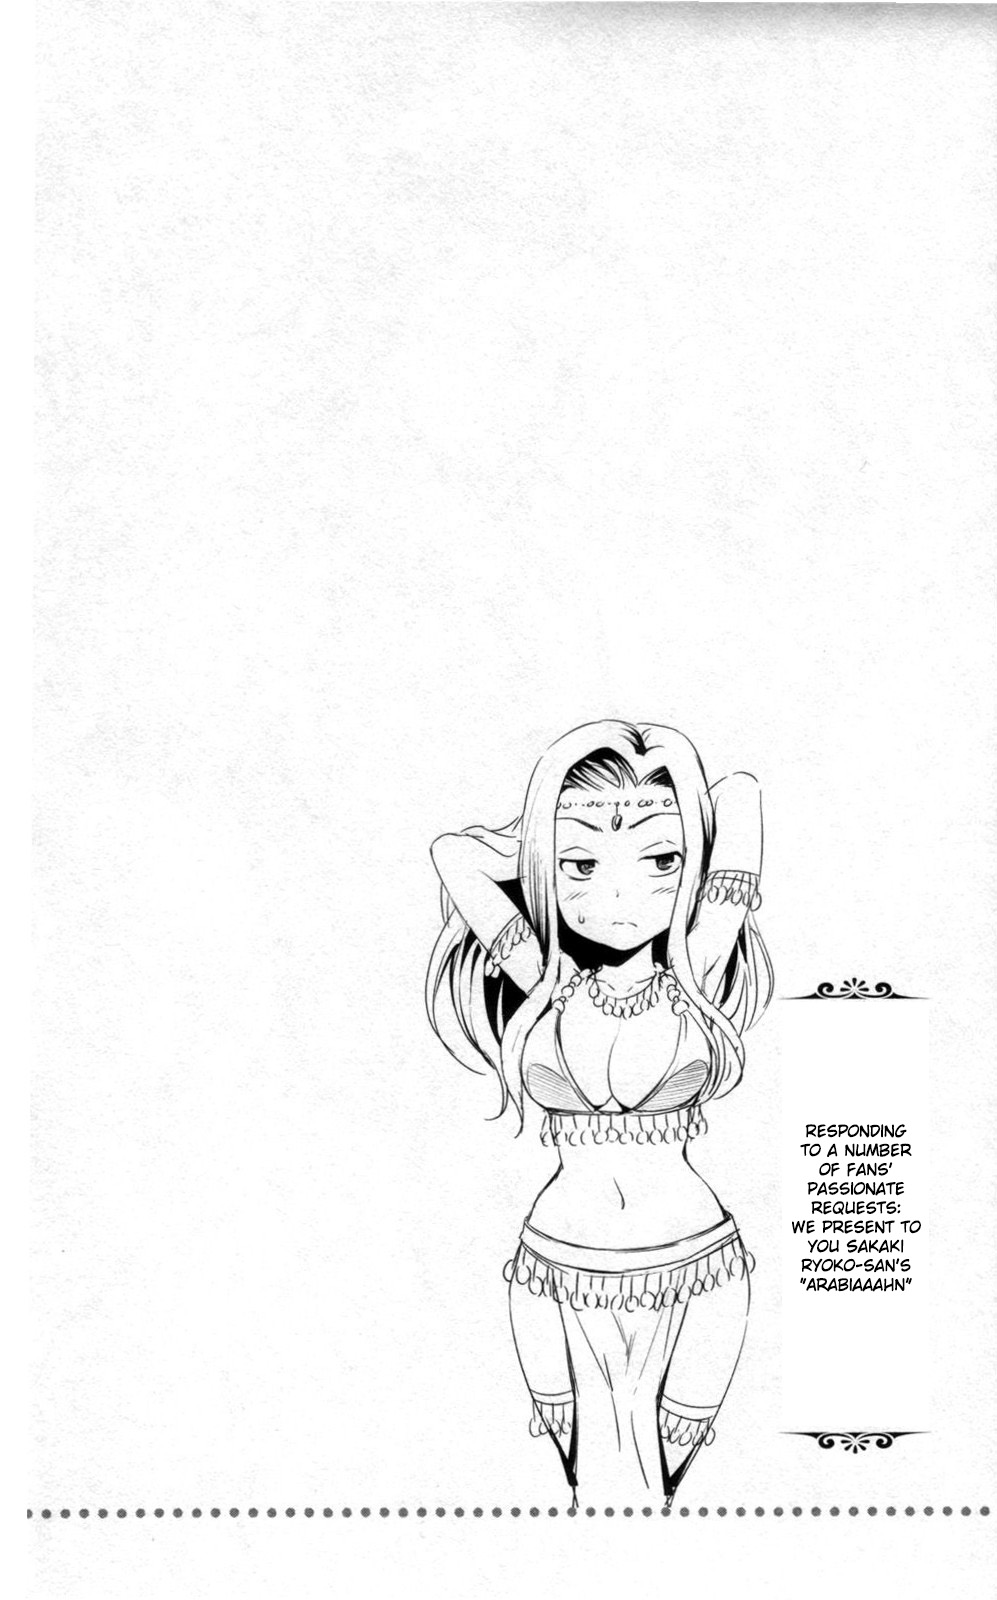 RESPONDING
TO A NUMBER
OF FANS'
PASSIONATE
REQUESTS:
WE PRESENT TO
YOU SAKAKI
RYOKO-SAN'S
"ARABIAAAHN"